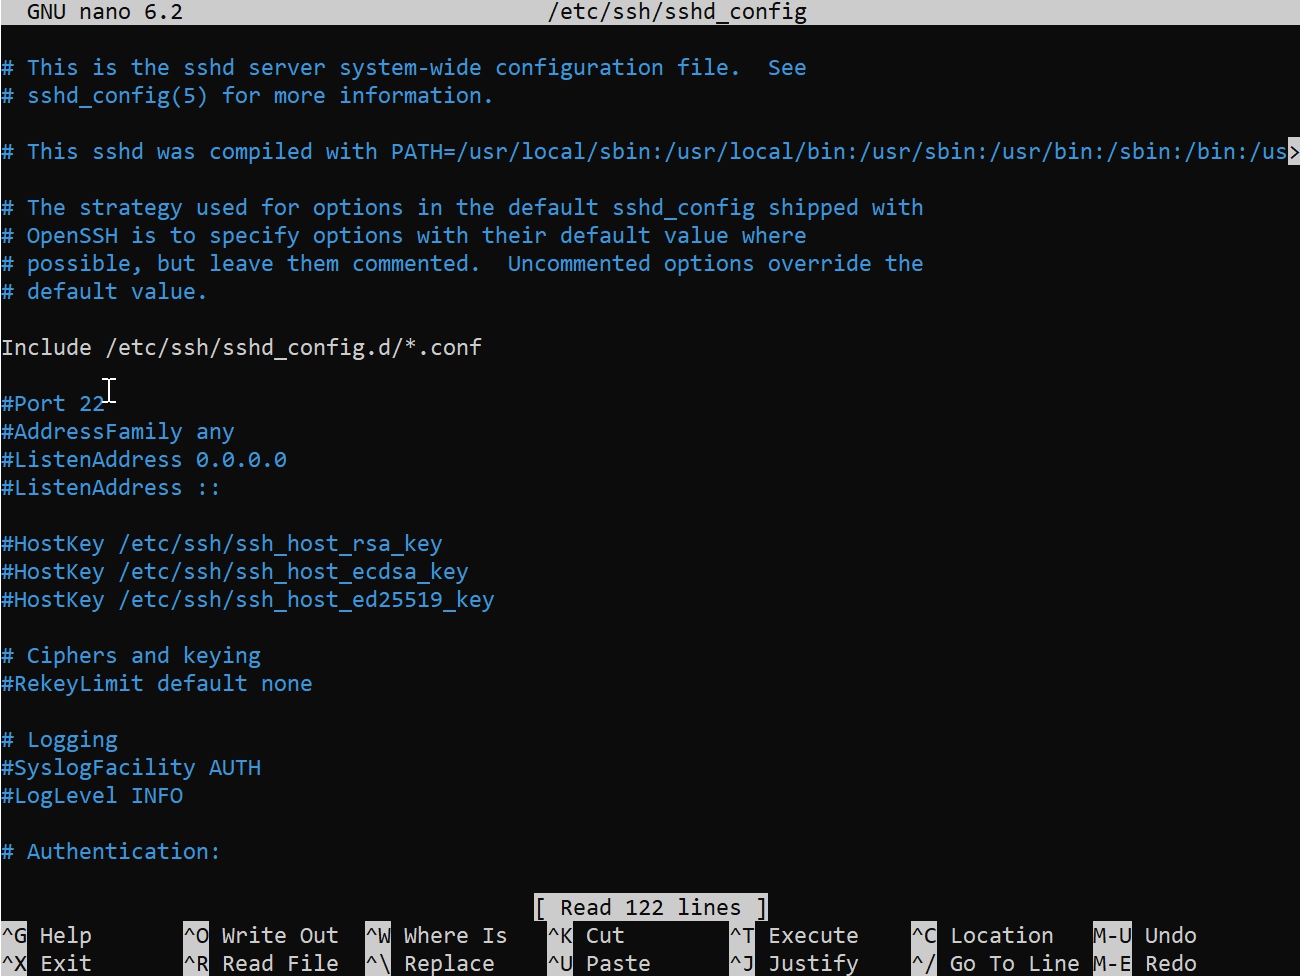 GNU nano 6.2 /etc/ssh/sshd_config
# This is the sshd server system-wide configuration file.  See
# sshd_config(5) for more information.
# This sshd was compiled with PATH=/usr/local/sbin:/usr/local/bin:/usr/sbin:/usr/bin:/sbin:/bin:/us>
# The strategy used for options in the default sshd_config shipped with
# OpenSSH is to specify options with their default value where
# possible, but leave them commented.  Uncommented options override the
# default value.
Include /etc/ssh/sshd_config.d/*.conf
#Port 22
#AddressFamily any
#ListenAddress 0.0.0.0
#ListenAddress ::
#HostKey /etc/ssh/ssh_host_rsa_key
#HostKey /etc/ssh/ssh_host_ecdsa_key
#HostKey /etc/ssh/ssh_host_ed25519_key
# Ciphers and keying
#RekeyLimit default none
# Logging
#SyslogFacility AUTH
#LogLevel INFO
# Authentication:
[ Read 122 lines ]
^G Help ^O Write Out ^W Where Is ^K Cut ^T Execute ^C Location M-U Undo
^X Exit ^R Read File ^\ Replace ^U Paste ^J Justify ^/ Go To Line M-E Redo